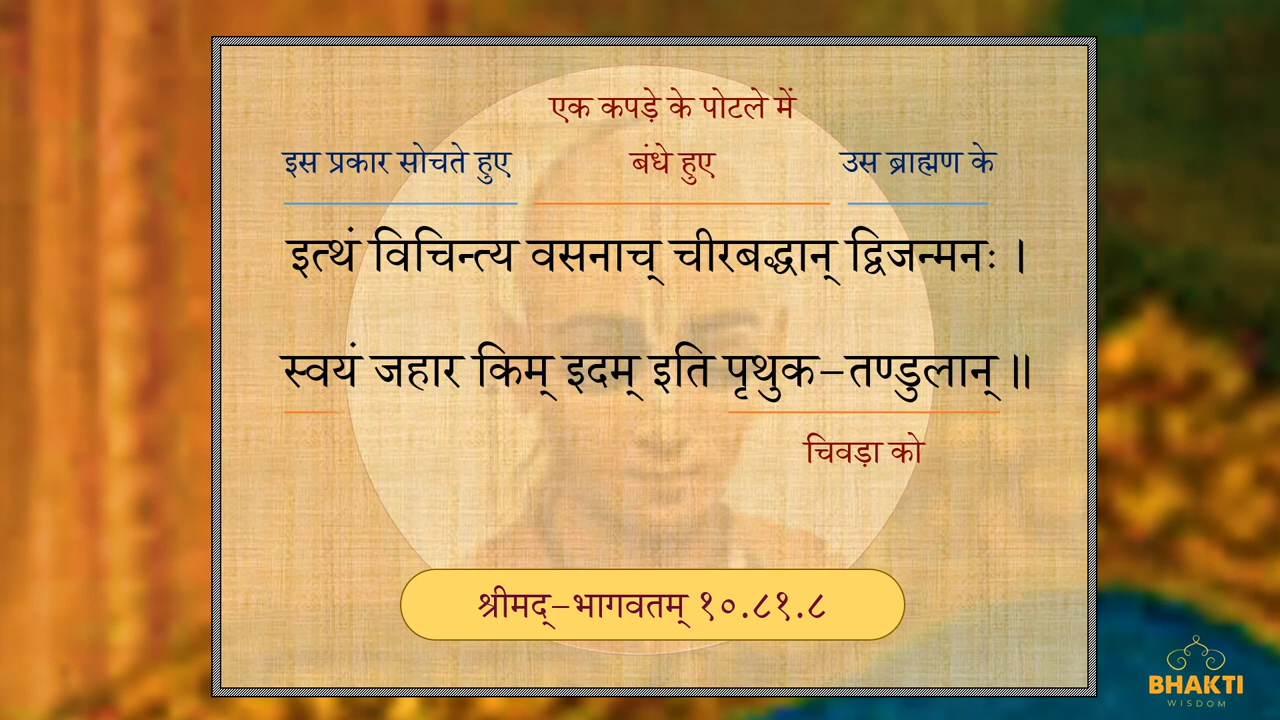 एक कपड़े के पोटले में
इस प्रकार सोचते हुए बंधे हुए उस ब्राह्मण के
इत्थं विचिन्त्य वसनाच् चीरबद्धान् द्विजन्मनः ।
स्वयं जहार किम् इदम् इति पृथुक-तण्डुलान् ॥
चिवड़ा को
श्रीमद्-भागवतम् १०.८१.८
BHAKTI
WISDOM